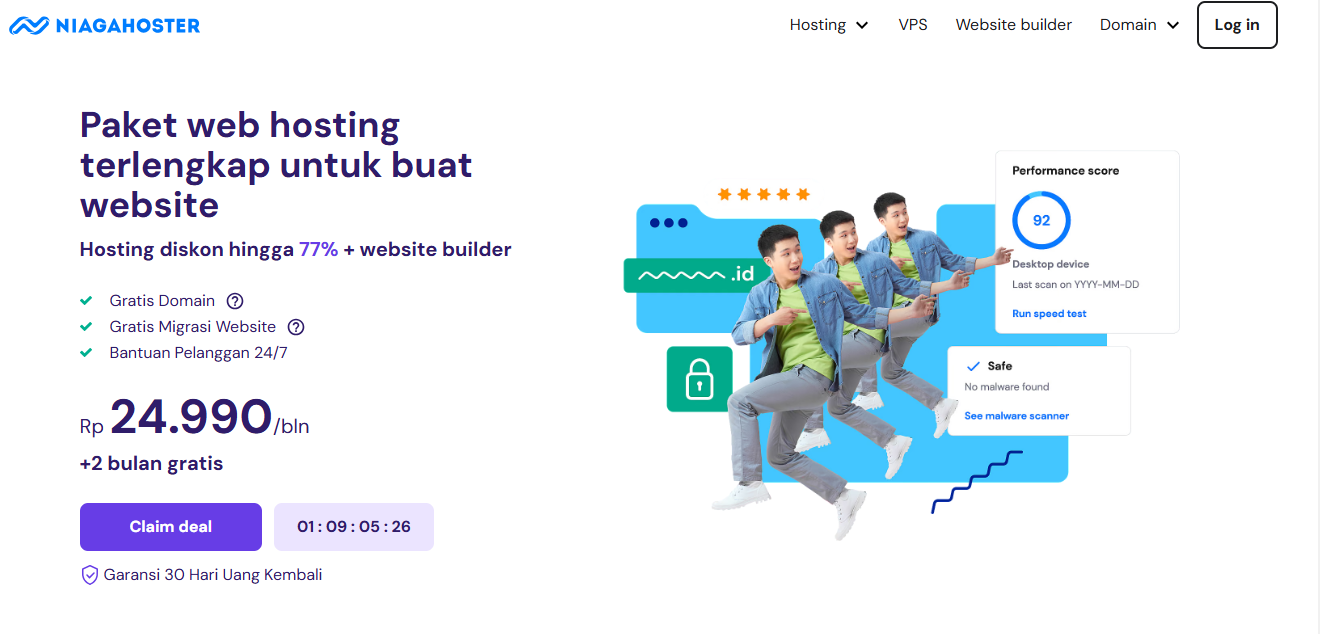 NIAGAHOSTER
Hosting
VPS
Website builder
Domain
Log in
Paket web hosting
terlengkap untuk buat
website
Hosting diskon hingga 77% + website builder
Gratis Domain ?
Gratis Migrasi Website ?
Bantuan Pelanggan 24/7
Rp 24.990/bln
+2 bulan gratis
Claim deal
01 : 09 : 05 : 26
Garansi 30 Hari Uang Kembali
.id
Performance score
92
Desktop device
Last scan on YYYY-MM-DD
Run speed test
Safe
No malware found
See malware scanner